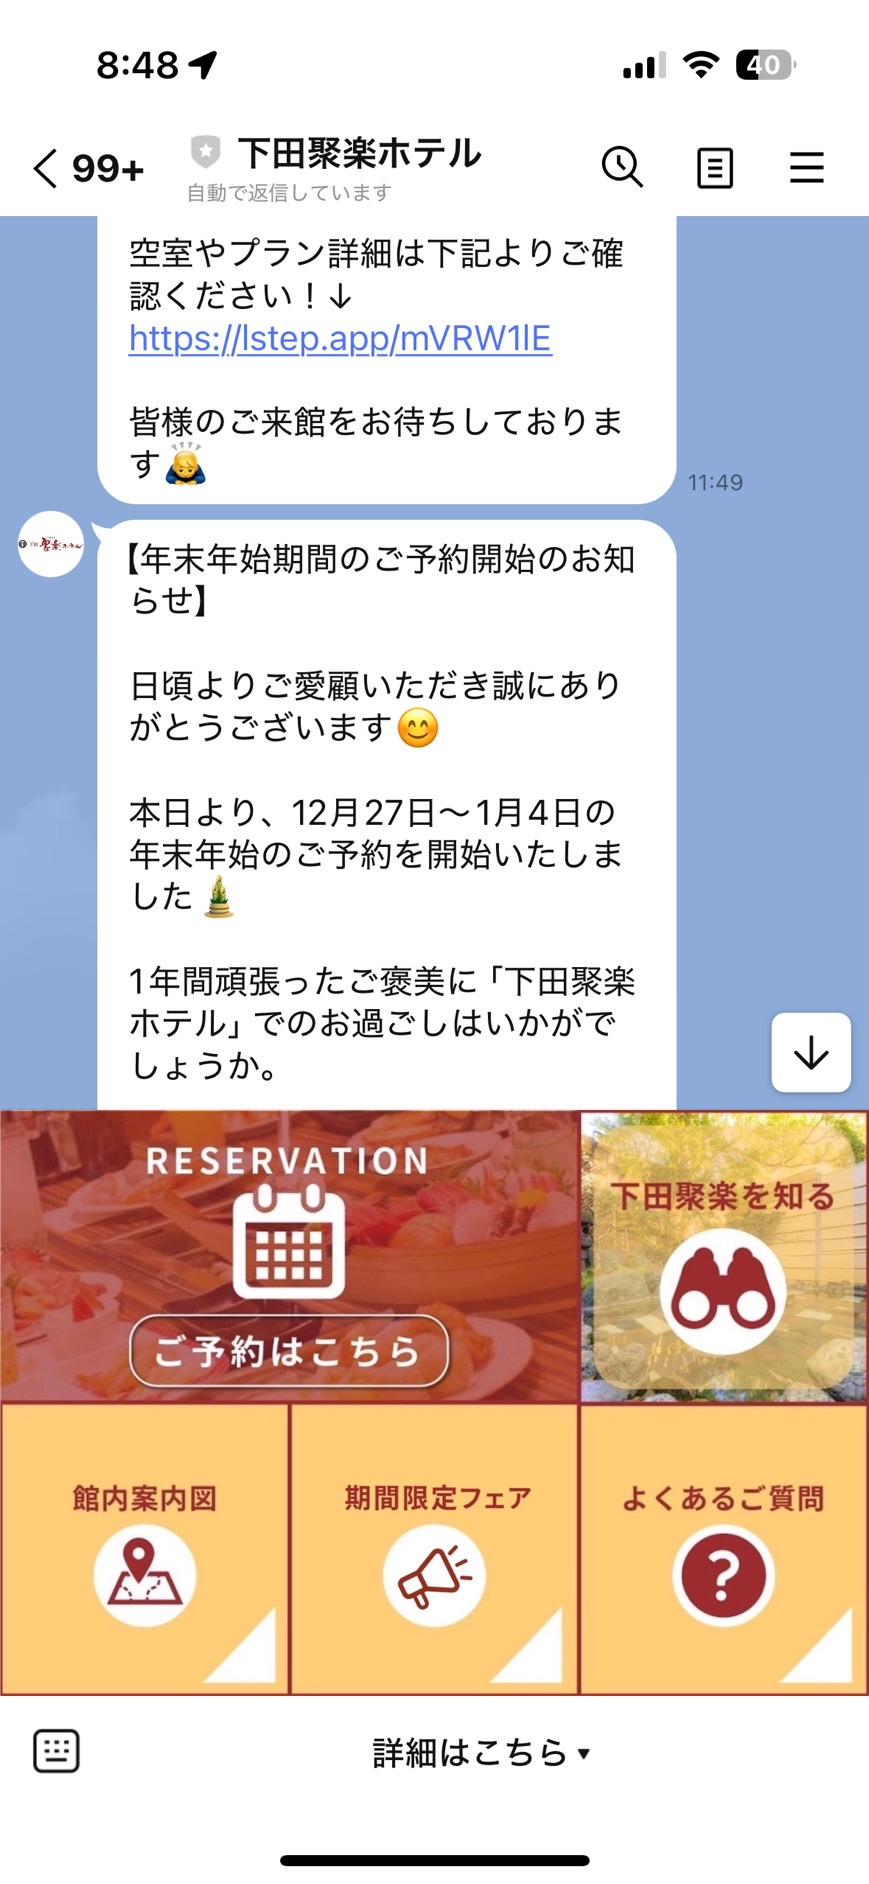 8:48
40
99+
下田聚楽ホテル
自動で返信しています
空室やプラン詳細は下記よりご確
認ください！↓
https://lstep.app/mVRW1lE
皆様のご来館をお待ちしておりま
す🙇
11:49
【年末年始期間のご予約開始のお知
らせ】
日頃よりご愛顧いただき誠にあり
がとうございます😊
本日より、12月27日〜1月4日の
年末年始のご予約を開始いたしま
した🎍
1年間頑張ったご褒美に「下田聚楽
ホテル」でのお過ごしはいかがで
しょうか。
RESERVATION
ご予約はこちら
下田聚楽を知る
館内案内図
期間限定フェア
よくあるご質問
?
詳細はこちら▼